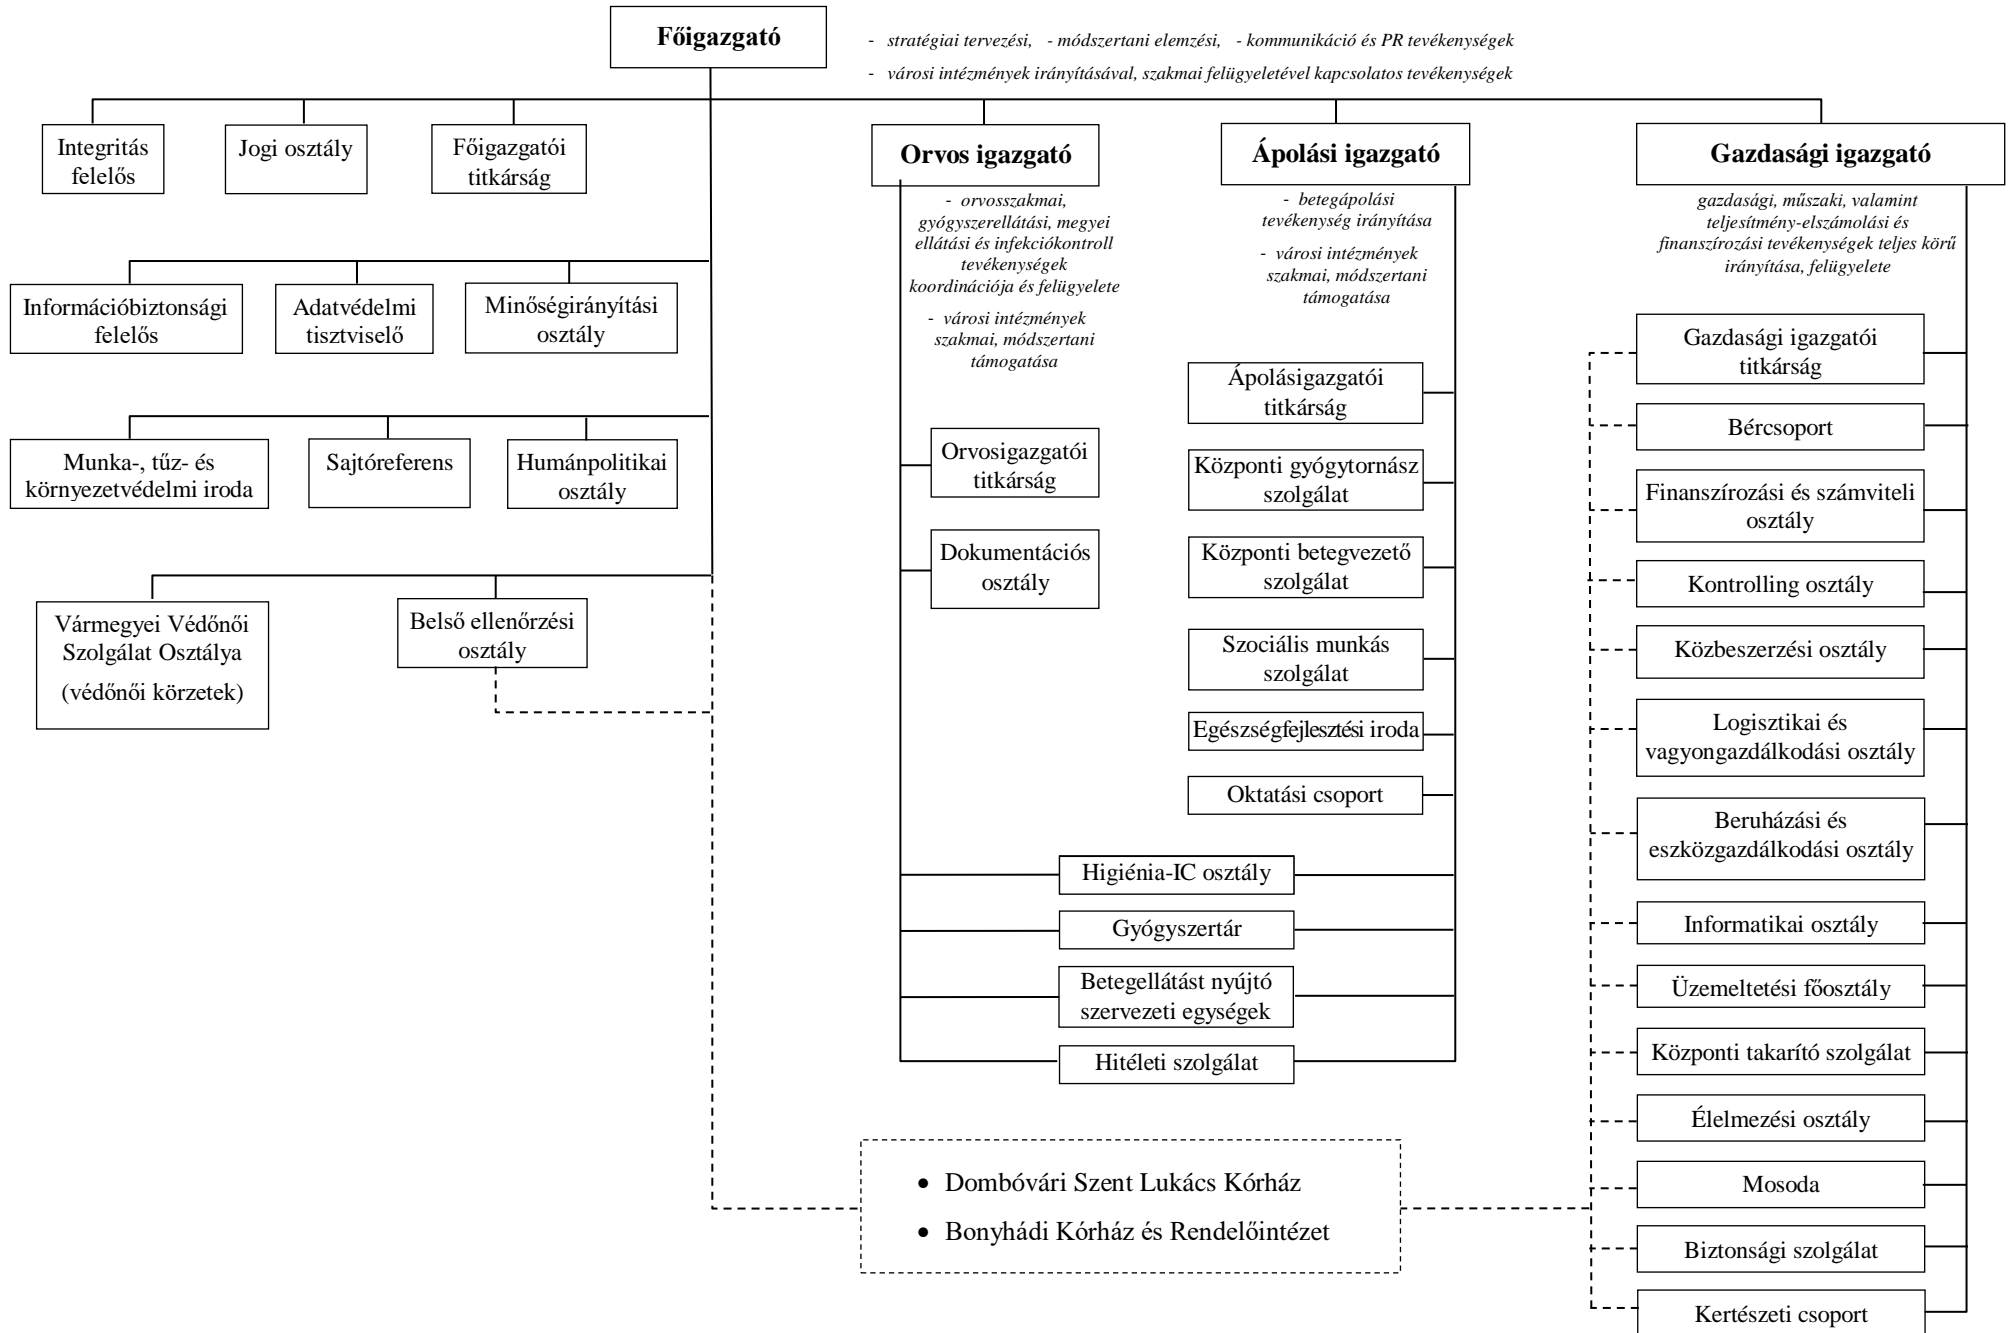 Főigazgató
- stratégiai tervezési, - módszertani elemzési, - kommunikáció és PR tevékenységek
- városi intézmények irányításával, szakmai felügyeletével kapcsolatos tevékenységek
Integritás
felelős
Jogi osztály
Főigazgatói
titkárság
Információbiztonsági
felelős
Adatvédelmi
tisztviselő
Minőségirányítási
osztály
Munka-, tűz- és
környezetvédelmi iroda
Sajtóreferens
Humánpolitikai
osztály
Vármegyei Védőnői
Szolgálat Osztálya
(védőnői körzetek)
Belső ellenőrzési
osztály
Orvos igazgató
- orvosszakmai,
gyógyszerellátási, megyei
ellátási és infekciókontroll
tevékenységek
koordinációja és felügyelete
- városi intézmények
szakmai, módszertani
támogatása
Orvosigazgatói
titkárság
Dokumentációs
osztály
Ápolási igazgató
- betegápolási
tevékenység irányítása
- városi intézmények
szakmai, módszertani
támogatása
Ápolásigazgatói
titkárság
Központi gyógytornász
szolgálat
Központi betegvezető
szolgálat
Szociális munkás
szolgálat
Egészségfejlesztési iroda
Oktatási csoport
Higiénia-IC osztály
Gyógyszertár
Betegellátást nyújtó
szervezeti egységek
Hitéleti szolgálat
• Dombóvári Szent Lukács Kórház
• Bonyhádi Kórház és Rendelőintézet
Gazdasági igazgató
gazdasági, műszaki, valamint
teljesítmény-elszámolási és
finanszírozási tevékenységek teljes körű
irányítása, felügyelete
Gazdasági igazgatói
titkárság
Bércsoport
Finanszírozási és számviteli
osztály
Kontrolling osztály
Közbeszerzési osztály
Logisztikai és
vagyongazdálkodási osztály
Beruházási és
eszközgazdálkodási osztály
Informatikai osztály
Üzemeltetési főosztály
Központi takarító szolgálat
Élelmezési osztály
Mosoda
Biztonsági szolgálat
Kertészeti csoport